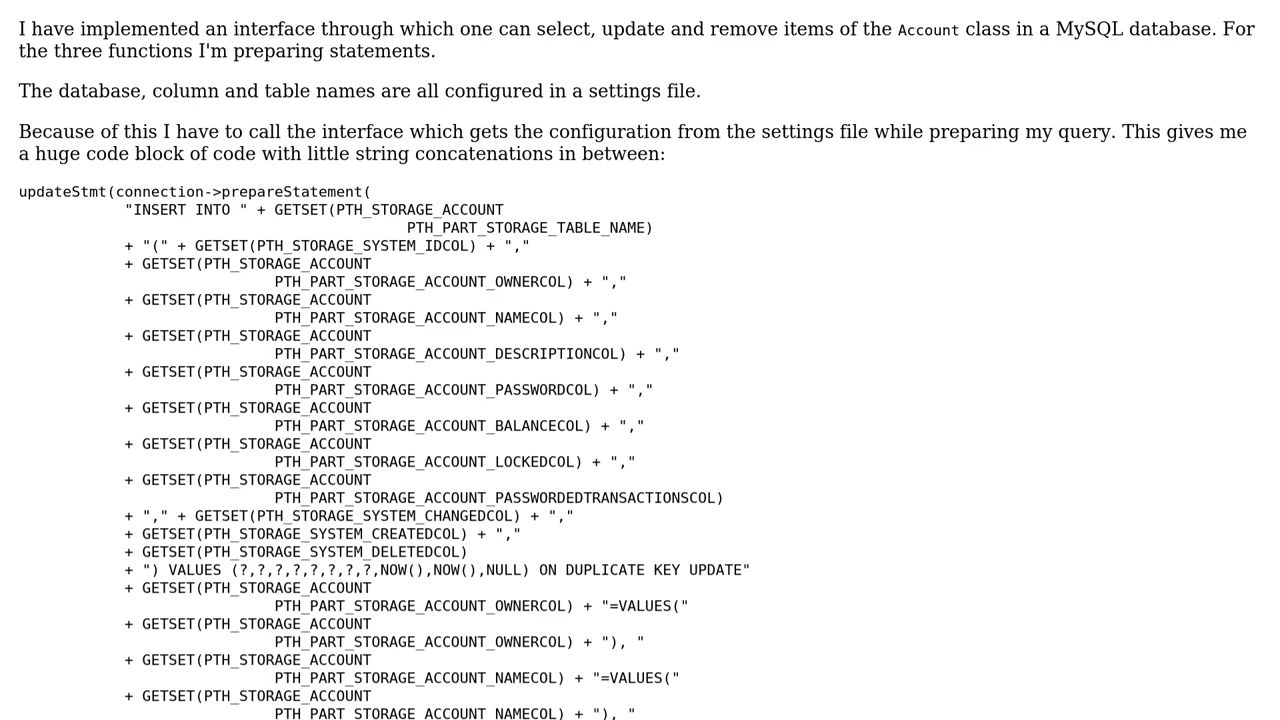 I have implemented an interface through which one can select, update and remove items of the Account class in a MySQL database. For
the three functions I'm preparing statements.
The database, column and table names are all configured in a settings file.
Because of this I have to call the interface which gets the configuration from the settings file while preparing my query. This gives me
a huge code block of code with little string concatenations in between:
updateStmt(connection->prepareStatement(
"INSERT INTO " + GETSET(PTH_STORAGE_ACCOUNT
PTH_PART_STORAGE_TABLE_NAME)
+ "(" + GETSET(PTH_STORAGE_SYSTEM_IDCOL) + ","
+ GETSET(PTH_STORAGE_ACCOUNT
PTH_PART_STORAGE_ACCOUNT_OWNERCOL) + ","
+ GETSET(PTH_STORAGE_ACCOUNT
PTH_PART_STORAGE_ACCOUNT_NAMECOL) + ","
+ GETSET(PTH_STORAGE_ACCOUNT
PTH_PART_STORAGE_ACCOUNT_DESCRIPTIONCOL) + ","
+ GETSET(PTH_STORAGE_ACCOUNT
PTH_PART_STORAGE_ACCOUNT_PASSWORDCOL) + ","
+ GETSET(PTH_STORAGE_ACCOUNT
PTH_PART_STORAGE_ACCOUNT_BALANCECOL) + ","
+ GETSET(PTH_STORAGE_ACCOUNT
PTH_PART_STORAGE_ACCOUNT_LOCKEDCOL) + ","
+ GETSET(PTH_STORAGE_ACCOUNT
PTH_PART_STORAGE_ACCOUNT_PASSWORDEDTRANSACTIONSCOL)
+ "," + GETSET(PTH_STORAGE_SYSTEM_CHANGEDCOL) + ","
+ GETSET(PTH_STORAGE_SYSTEM_CREATEDCOL) + ","
+ GETSET(PTH_STORAGE_SYSTEM_DELETEDCOL)
+ ") VALUES (?,?,?,?,?,?,?,?,NOW(),NOW(),NULL) ON DUPLICATE KEY UPDATE"
+ GETSET(PTH_STORAGE_ACCOUNT
PTH_PART_STORAGE_ACCOUNT_OWNERCOL) + "=VALUES("
+ GETSET(PTH_STORAGE_ACCOUNT
PTH_PART_STORAGE_ACCOUNT_OWNERCOL) + "), "
+ GETSET(PTH_STORAGE_ACCOUNT
PTH_PART_STORAGE_ACCOUNT_NAMECOL) + "=VALUES("
+ GETSET(PTH_STORAGE_ACCOUNT
PTH_PART_STORAGE_ACCOUNT_NAMECOL) + "), "